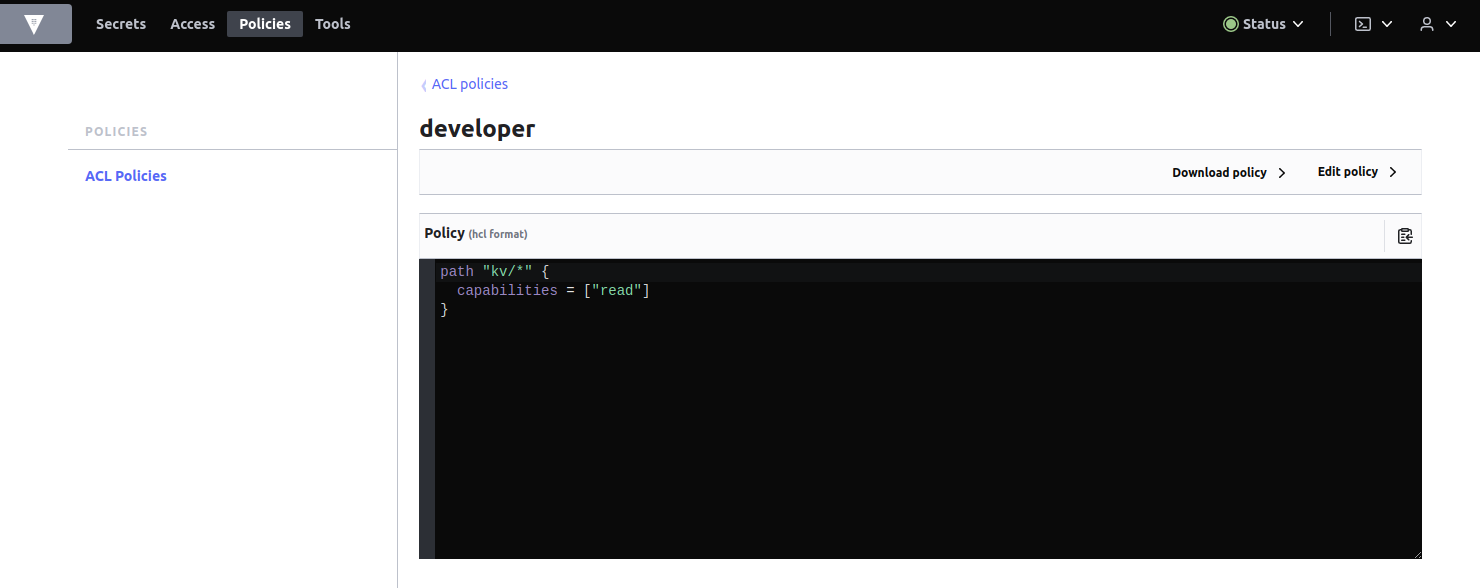 Secrets Access Policies Tools Status
POLICIES
ACL Policies
ACL policies
developer
Download policy Edit policy
Policy (hcl format)
path "kv/*" {
  capabilities = ["read"]
}